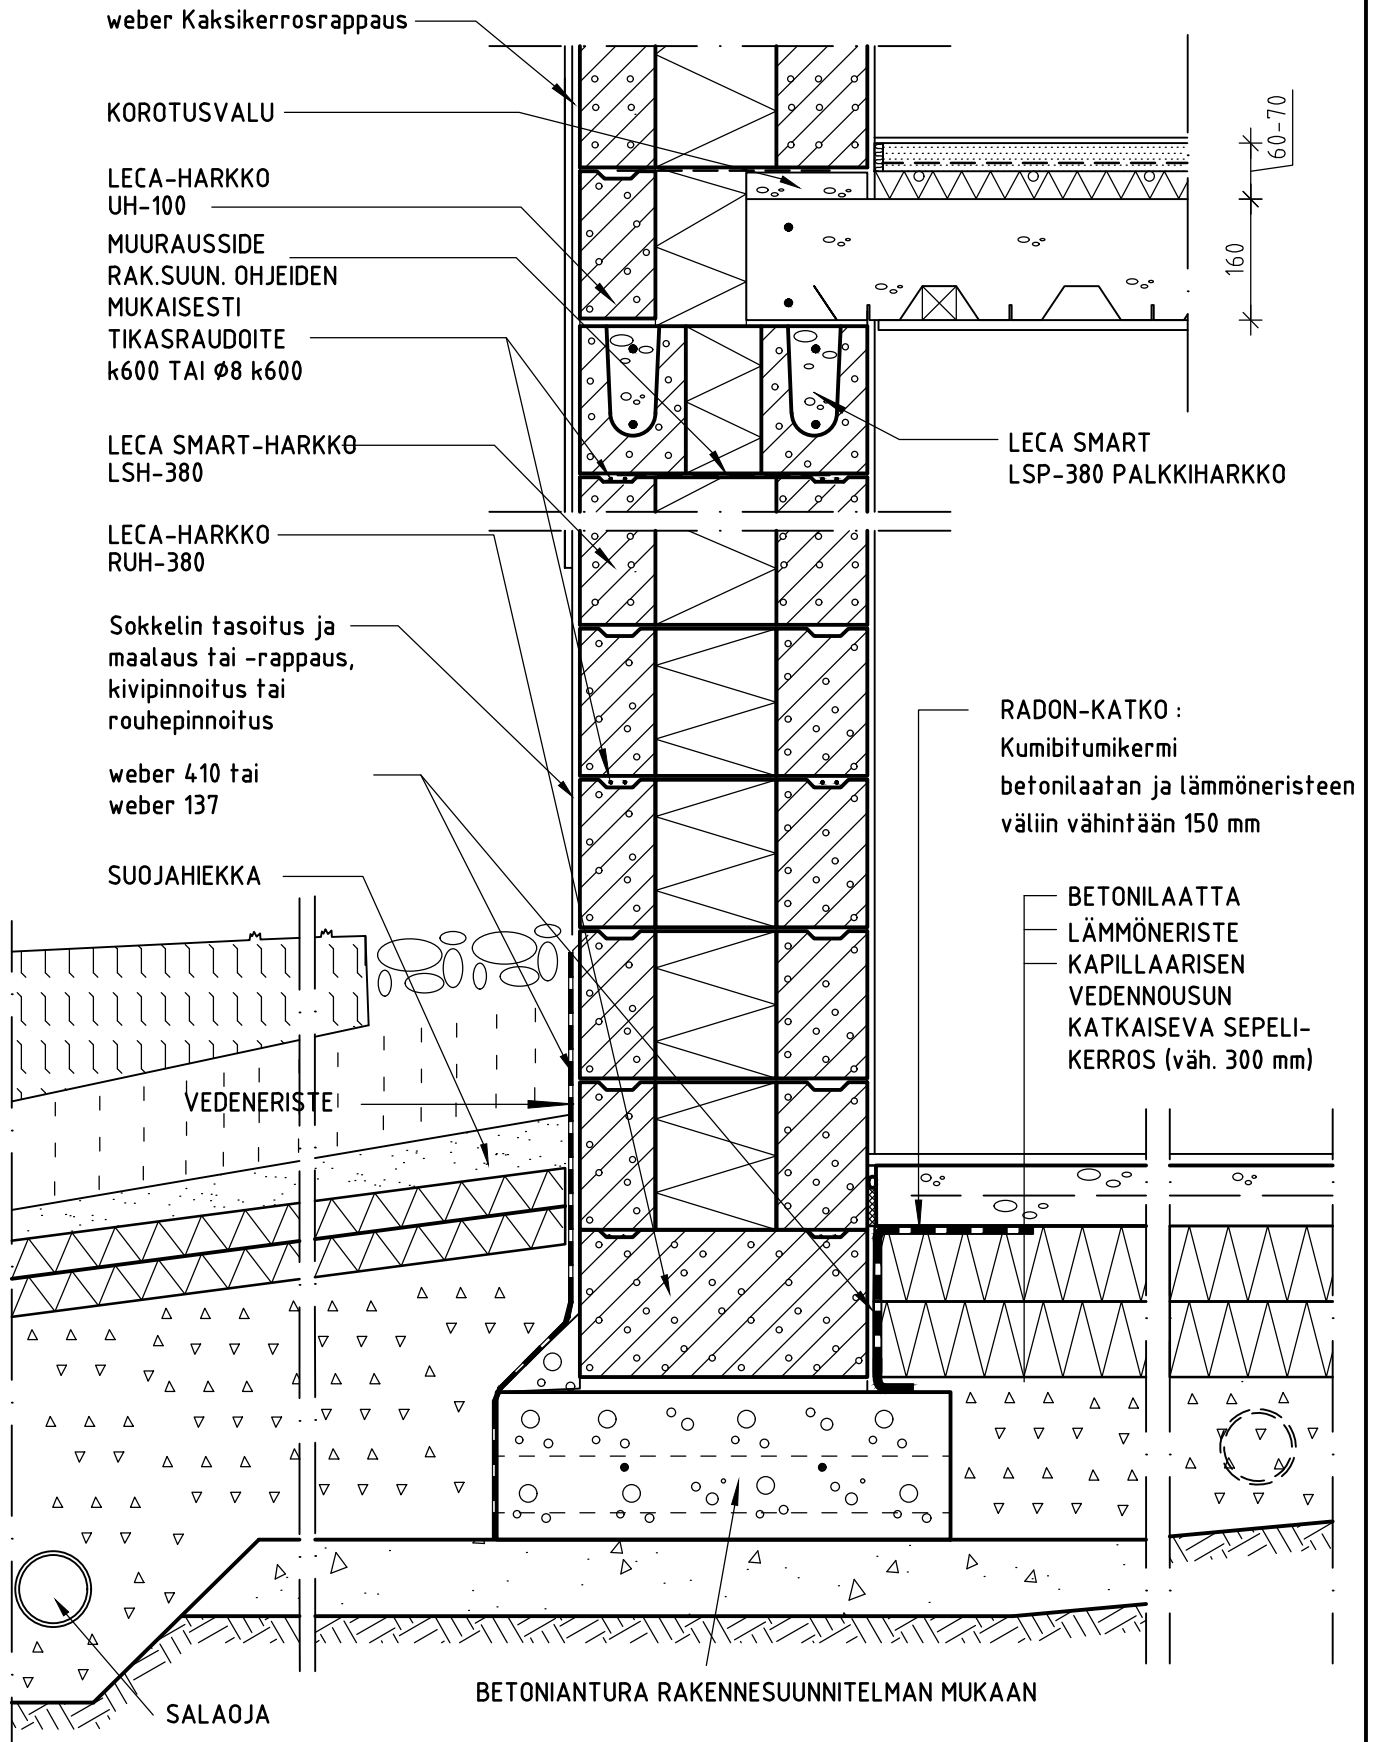 weber Kaksikerrosrappaus
KOROTUSVALU
LECA-HARKKO
UH-100
MUURAUSSIDE
RAK.SUUN. OHJEIDEN
MUKAISESTI
TIKASRAUDOITE
k600 TAI Ø8 k600
LECA SMART-HARKKO
LSH-380
LECA-HARKKO
RUH-380
Sokkelin tasoitus ja
maalaus tai -rappaus,
kivipinnoitus tai
rouhepinnoitus
weber 410 tai
weber 137
SUOJAHIEKKA
VEDENERISTE
SALAOJA
60-70
160
LECA SMART
LSP-380 PALKKIHARKKO
RADON-KATKO :
Kumibitumikermi
betonilaatan ja lämmöneristeen
väliin vähintään 150 mm
BETONILAATTA
LÄMMÖNERISTE
KAPILLAARISEN
VEDENNOUSUN
KATKAISEVA SEPELI-
KERROS (väh. 300 mm)
BETONIANTURA RAKENNESUUNNITELMAN MUKAAN